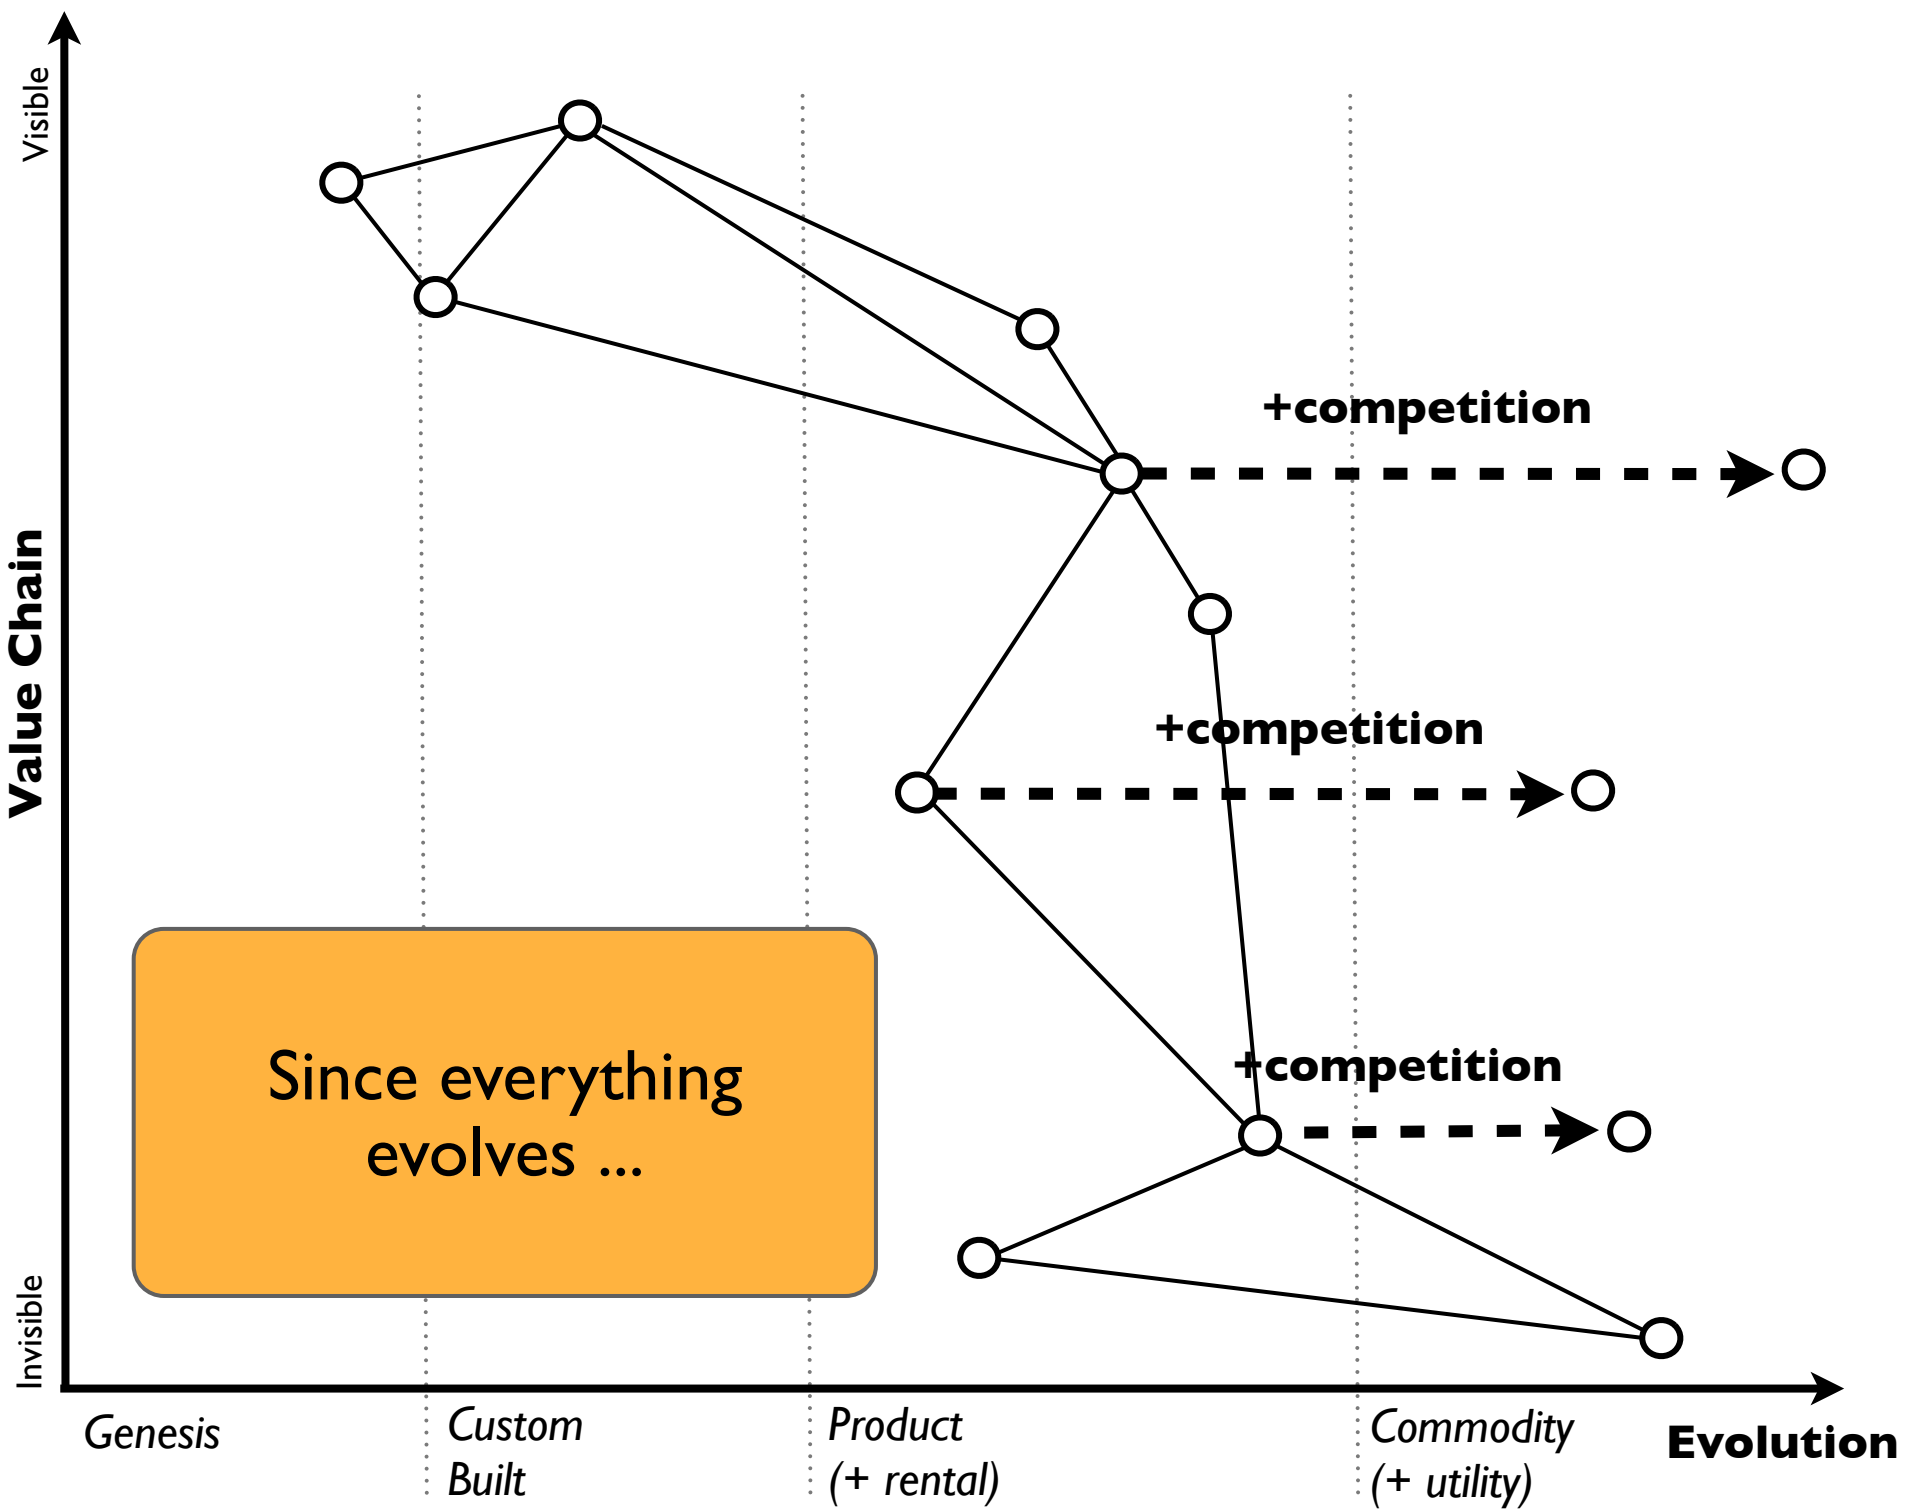 Visible
Value Chain
Invisible
+competition
+competition
+competition
Since everything
evolves ...
Genesis
Custom
Built
Product
(+ rental)
Commodity
(+ utility)
Evolution